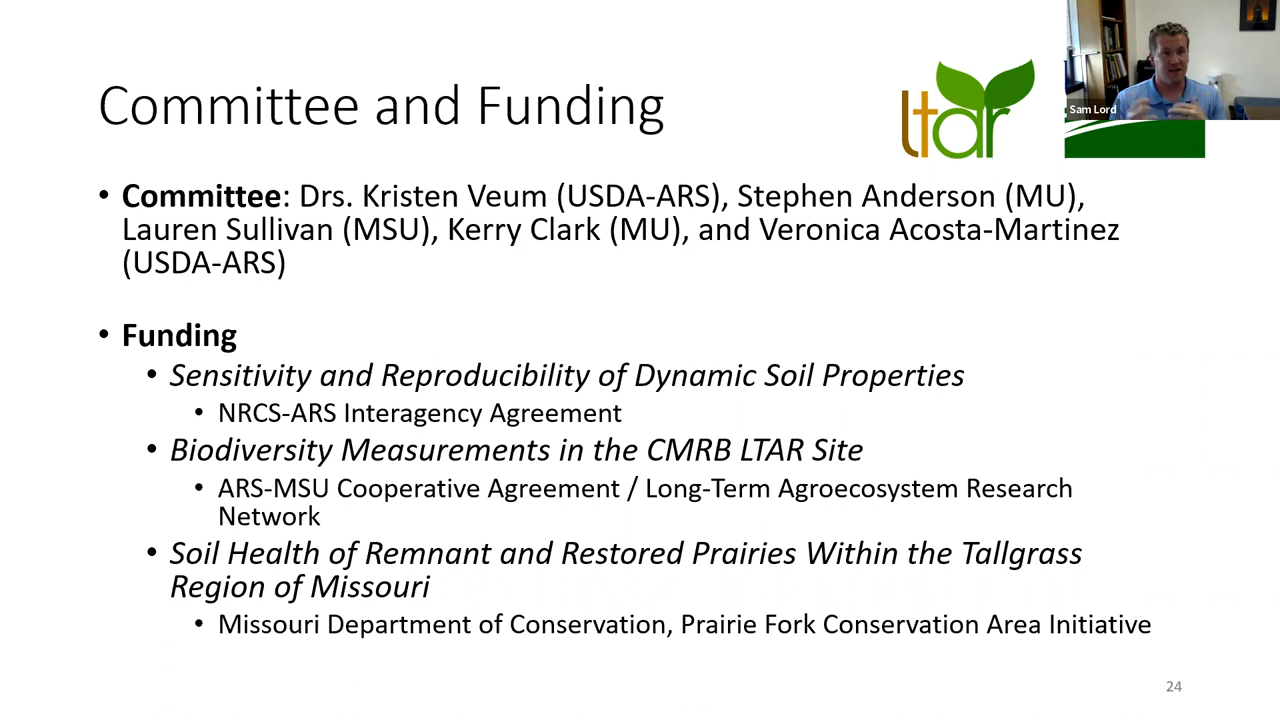 Committee and Funding
ltar
Sam Lord
• Committee: Drs. Kristen Veum (USDA-ARS), Stephen Anderson (MU),
Lauren Sullivan (MSU), Kerry Clark (MU), and Veronica Acosta-Martinez
(USDA-ARS)
• Funding
• Sensitivity and Reproducibility of Dynamic Soil Properties
• NRCS-ARS Interagency Agreement
• Biodiversity Measurements in the CMRB LTAR Site
• ARS-MSU Cooperative Agreement / Long-Term Agroecosystem Research
Network
• Soil Health of Remnant and Restored Prairies Within the Tallgrass
Region of Missouri
• Missouri Department of Conservation, Prairie Fork Conservation Area Initiative
24